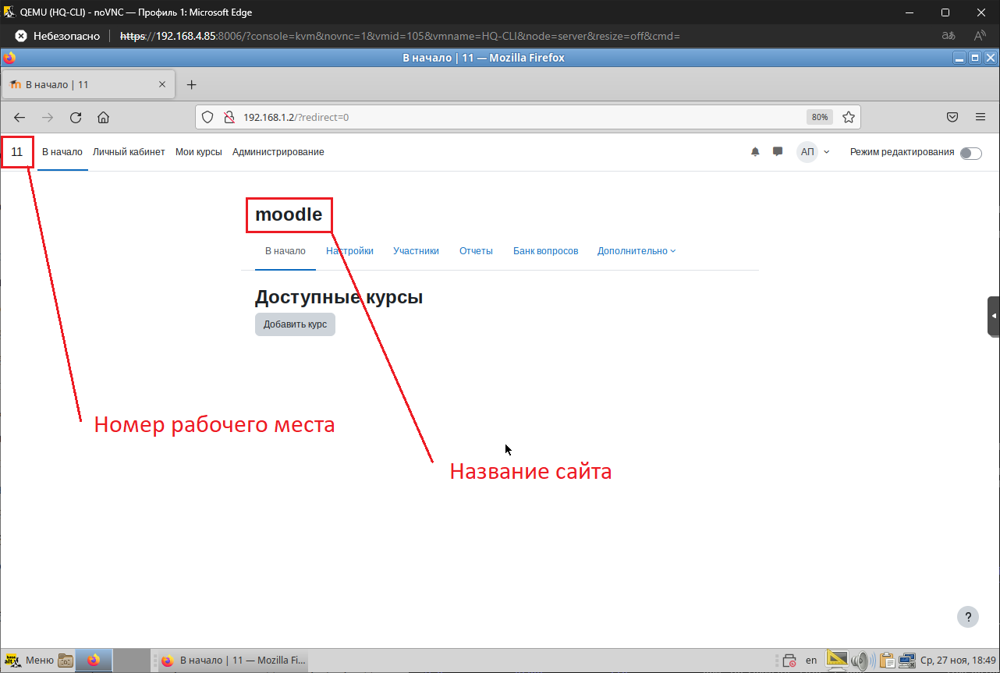 QEMU (HQ-CLI) - noVNC — Профиль 1: Microsoft Edge
Небезопасно https://192.168.4.85:8006/?console=kvm&novnc=1&vmid=105&vmname=HQ-CLI&node=server&resize=off&cmd=
В начало | 11 — Mozilla Firefox
В начало | 11
192.168.1.2/?redirect=0 80%
11 В начало Личный кабинет Мои курсы Администрирование АП Режим редактирования
moodle
В начало Настройки Участники Отчеты Банк вопросов Дополнительно
Доступные курсы
Добавить курс
Номер рабочего места
Название сайта
?
Меню В начало | 11 — Mozilla Fi... en Ср, 27 ноя, 18:49